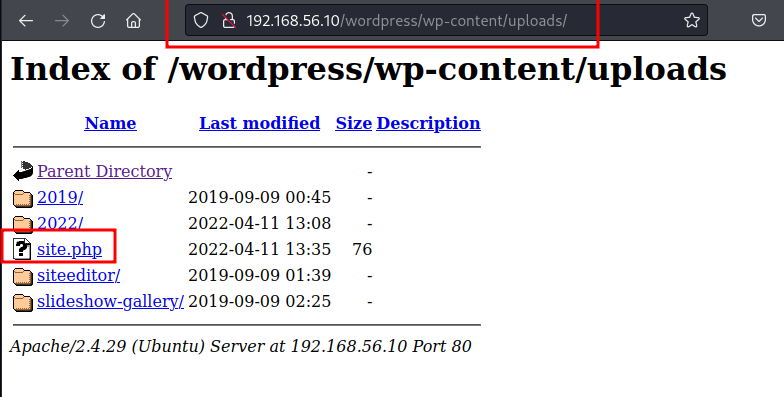 192.168.56.10/wordpress/wp-content/uploads/
Index of /wordpress/wp-content/uploads
Name Last modified Size Description
Parent Directory -
2019/ 2019-09-09 00:45 -
2022/ 2022-04-11 13:08 -
site.php 2022-04-11 13:35 76
siteeditor/ 2019-09-09 01:39 -
slideshow-gallery/ 2019-09-09 02:25 -
Apache/2.4.29 (Ubuntu) Server at 192.168.56.10 Port 80